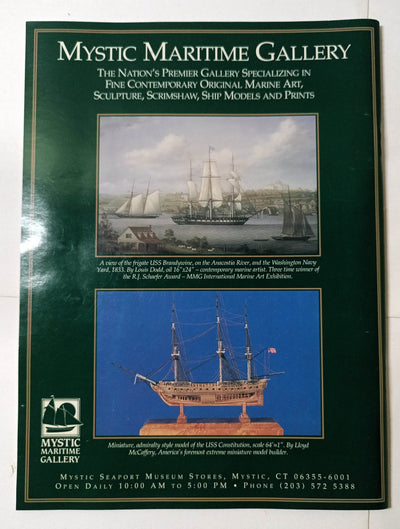 MYSTIC MARITIME GALLERY
THE NATION'S PREMIER GALLERY SPECIALIZING IN
FINE CONTEMPORARY ORIGINAL MARINE ART,
SCULPTURE, SCRIMSHAW, SHIP MODELS AND PRINTS
A view of the frigate USS Brandywine, on the Anacostia River, and the Washington Navy
Yard, 1833. By Louis Dodd, oil 16"x24" – contemporary marine artist. Three time winner of
the R.J. Schaefer Award – MMG International Marine Art Exhibition.
Miniature, admiralty style model of the USS Constitution, scale 64'=1". By Lloyd
McCaffery, America's foremost extreme miniature model builder.
MYSTIC
MARITIME
GALLERY
MYSTIC SEAPORT MUSEUM STORES, MYSTIC, CT 06355-6001
OPEN DAILY 10:00 AM TO 5:00 PM • PHONE (203) 572 5388